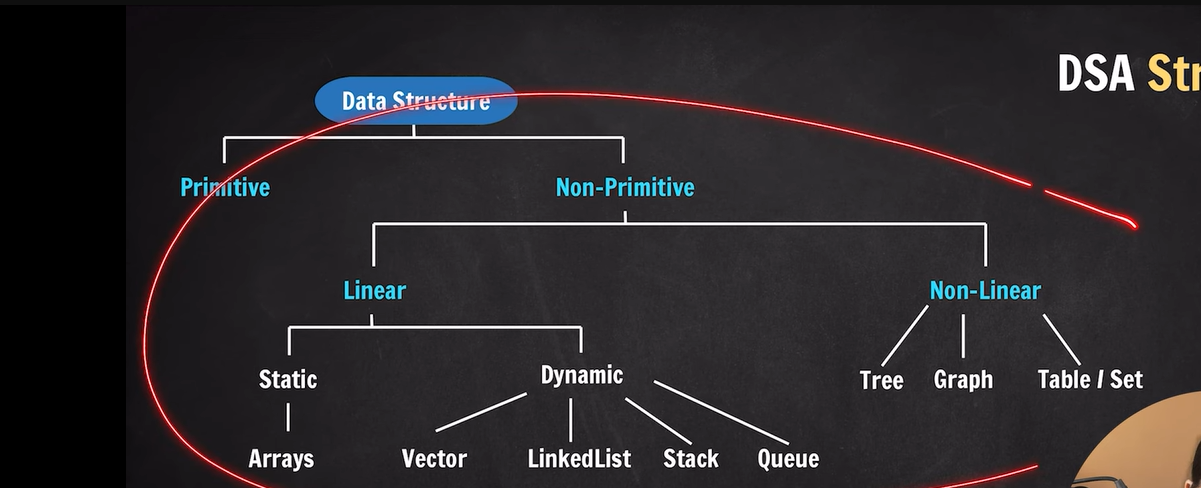 DSA Str
Data Structure
Primitive
Non-Primitive
Linear
Non-Linear
Static
Dynamic
Tree
Graph
Table / Set
Arrays
Vector
LinkedList
Stack
Queue